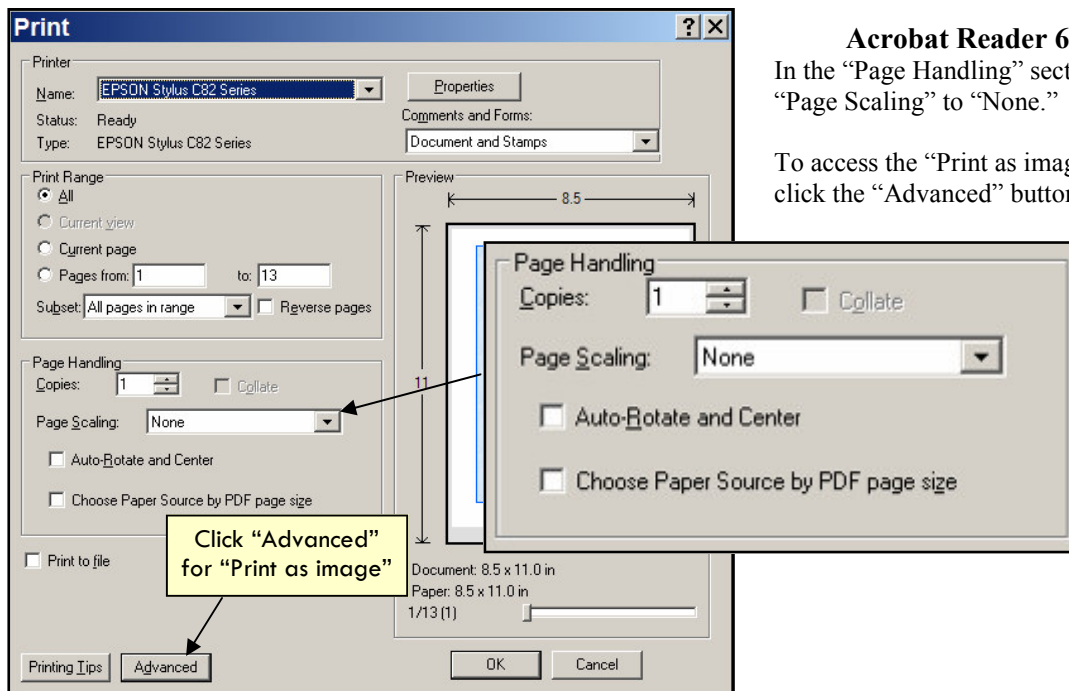 Print
Printer
Name: EPSON Stylus C82 Series
Properties
Status: Ready
Type: EPSON Stylus C82 Series
Comments and Forms:
Document and Stamps
Print Range
All
Current view
Current page
Pages from: 1 to: 13
Subset: All pages in range Reverse pages
Page Handling
Copies: 1 Collate
Page Scaling: None
Auto-Rotate and Center
Choose Paper Source by PDF page size
Print to file
Click “Advanced”
for “Print as image”
Printing Tips Advanced
Preview
8.5
11
Document: 8.5 x 11.0 in
Paper: 8.5 x 11.0 in
1/13 (1)
OK Cancel
Acrobat Reader 6
In the “Page Handling” sect
“Page Scaling” to “None.”
To access the “Print as imag
click the “Advanced” button
Page Handling
Copies: 1 Collate
Page Scaling: None
Auto-Rotate and Center
Choose Paper Source by PDF page size